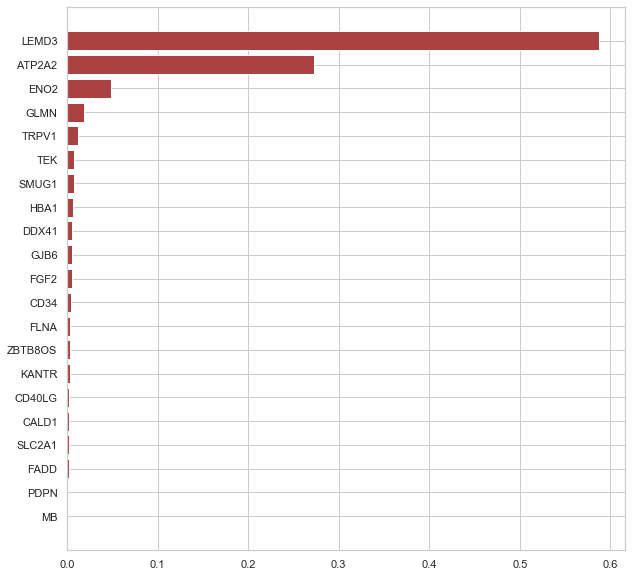 LEMD3
ATP2A2
ENO2
GLMN
TRPV1
TEK
SMUG1
HBA1
DDX41
GJB6
FGF2
CD34
FLNA
ZBTB8OS
KANTR
CD40LG
CALD1
SLC2A1
FADD
PDPN
MB
0.0 0.1 0.2 0.3 0.4 0.5 0.6